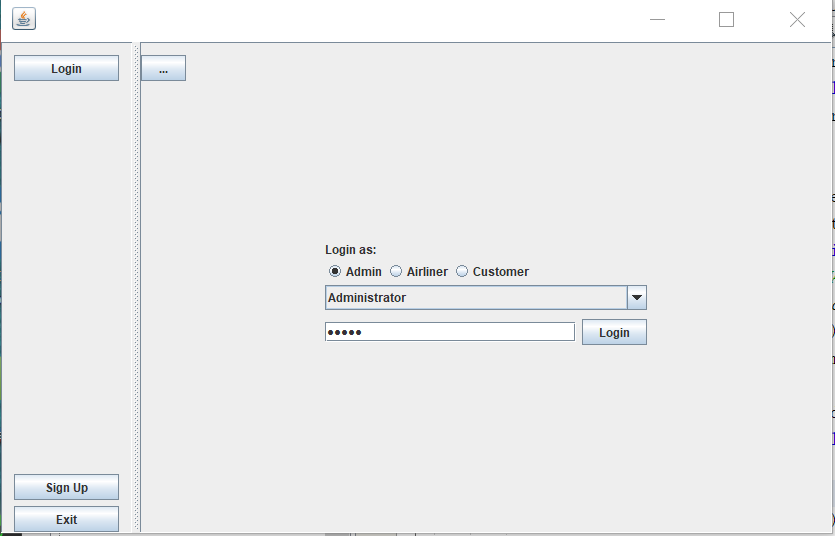 Login
...
Login as:
Admin Airliner Customer
Administrator
••••• Login
Sign Up
Exit